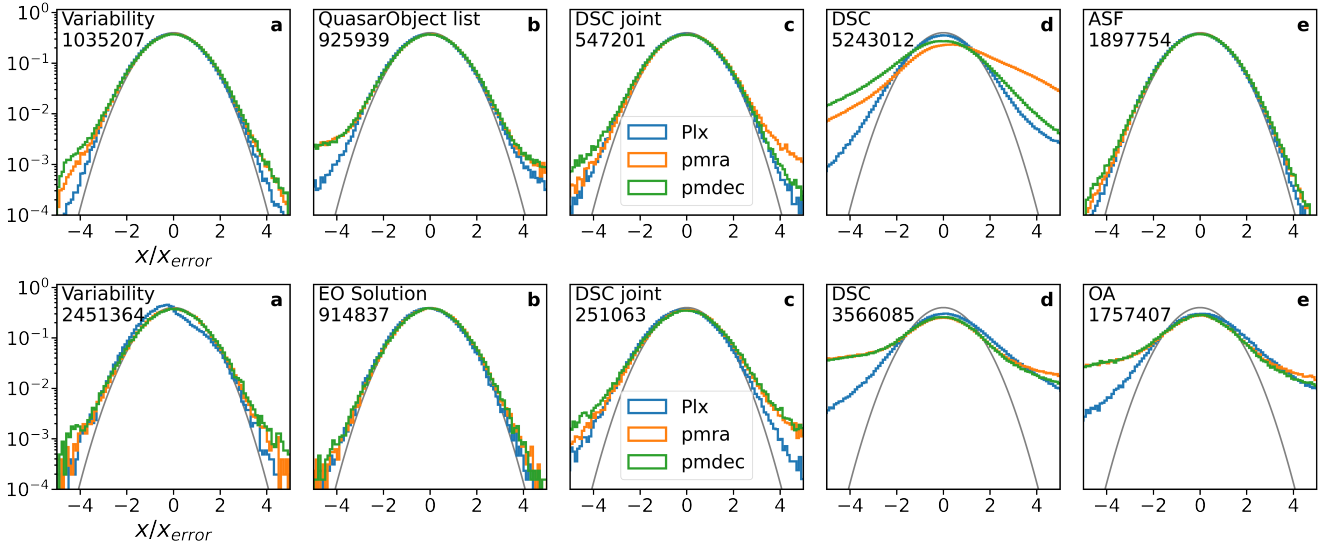 Variability a
1035207
QuasarObject list b
925939
DSC joint c
547201
DSC d
5243012
ASF e
1897754
10⁰
10⁻¹
10⁻²
10⁻³
10⁻⁴
Plx
pmra
pmdec
−4 −2 0 2 4
−4 −2 0 2 4
−4 −2 0 2 4
−4 −2 0 2 4
−4 −2 0 2 4
x/x_error
Variability a
2451364
EO Solution b
914837
DSC joint c
251063
DSC d
3566085
OA e
1757407
10⁰
10⁻¹
10⁻²
10⁻³
10⁻⁴
Plx
pmra
pmdec
−4 −2 0 2 4
−4 −2 0 2 4
−4 −2 0 2 4
−4 −2 0 2 4
−4 −2 0 2 4
x/x_error